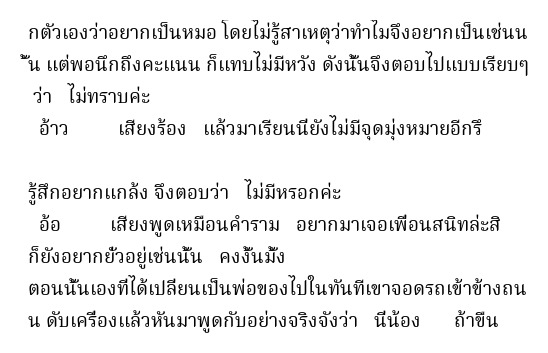 กตัวเองว่าอยากเป็นหมอ โดยไม่รู้สาเหตุว่าทำไมจึงอยากเป็นเช่นน
ั้น แต่พอนึกถึงคะแนน ก็แทบไม่มีหวัง ดังนั้นจึงตอบไปแบบเรียบๆ
ว่า ไม่ทราบค่ะ
อ้าว เสียงร้อง แล้วมาเรียนนี่ยังไม่มีจุดมุ่งหมายอีกรึ
รู้สึกอยากแกล้ง จึงตอบว่า ไม่มีหรอกค่ะ
อ้อ เสียงพูดเหมือนคำราม อยากมาเจอเพื่อนสนิทล่ะสิ
ก็ยังอยากยั่วอยู่เช่นนั้น คงงั้นมั้ง
ตอนนั้นเองที่ได้เปลี่ยนเป็นพ่อของไปในทันทีเขาจอดรถเข้าข้างถน
น ดับเครื่องแล้วหันมาพูดกับอย่างจริงจังว่า นี่น้อง ถ้าขืน